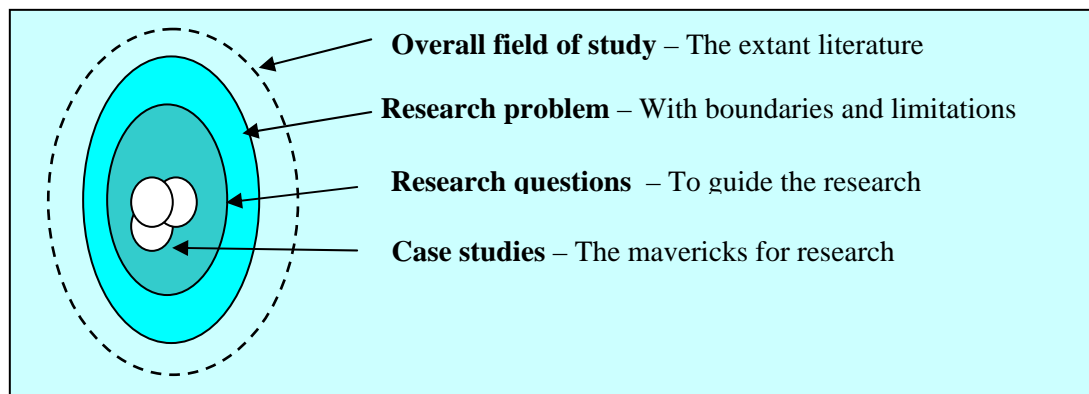 Overall field of study – The extant literature
Research problem – With boundaries and limitations
Research questions – To guide the research
Case studies – The mavericks for research